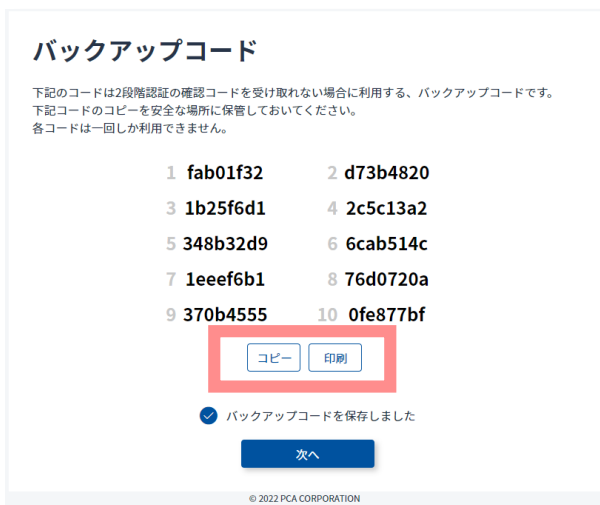 バックアップコード
下記のコードは2段階認証の確認コードを受け取れない場合に利用する、バックアップコードです。
下記コードのコピーを安全な場所に保管しておいてください。
各コードは一回しか利用できません。
1 fab01f32 2 d73b4820
3 1b25f6d1 4 2c5c13a2
5 348b32d9 6 6cab514c
7 1eeef6b1 8 76d0720a
9 370b4555 10 0fe877bf
コピー 印刷
バックアップコードを保存しました
次へ
© 2022 PCA CORPORATION